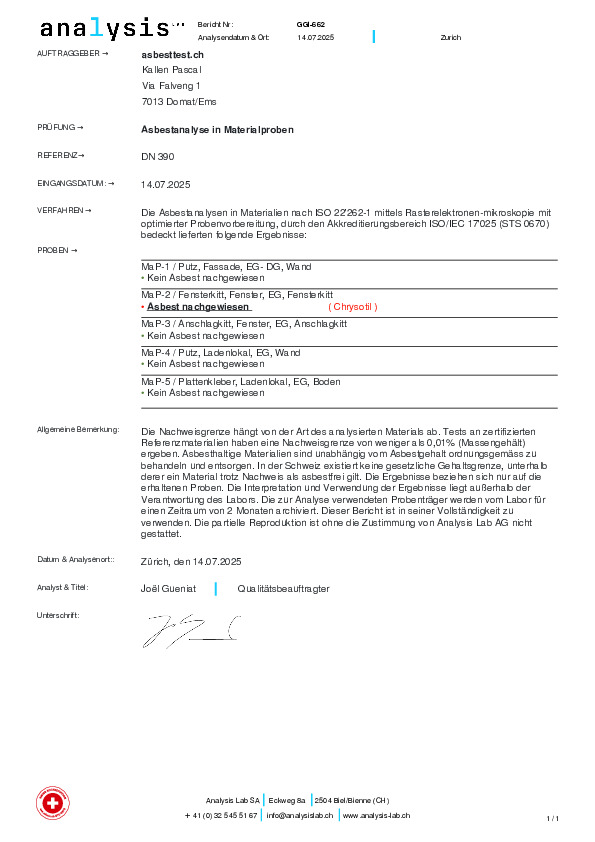 analysis
Bericht Nr: GGI-662
Analysendatum & Ort: 14.07.2025 Zürich
AUFTRAGGEBER → asbesttest.ch
Kallen Pascal
Via Falveng 1
7013 Domat/Ems
PRÜFUNG → Asbestanalyse in Materialproben
REFERENZ→ DN 390
EINGANGSDATUM: → 14.07.2025
VERFAHREN → Die Asbestanalysen in Materialien nach ISO 22'262-1 mittels Rasterelektronen-mikroskopie mit
optimierter Probenvorbereitung, durch den Akkreditierungsbereich ISO/IEC 17025 (STS 0670)
bedeckt lieferten folgende Ergebnisse:
PROBEN →
MaP-1 / Putz, Fassade, EG- DG, Wand
• Kein Asbest nachgewiesen
MaP-2 / Fensterkitt, Fenster, EG, Fensterkitt
• Asbest nachgewiesen ( Chrysotil )
MaP-3 / Anschlagkitt, Fenster, EG, Anschlagkitt
• Kein Asbest nachgewiesen
MaP-4 / Putz, Ladenlokal, EG, Wand
• Kein Asbest nachgewiesen
MaP-5 / Plattenkleber, Ladenlokal, EG, Boden
• Kein Asbest nachgewiesen
Allgemeine Bemerkung: Die Nachweisgrenze hängt von der Art des analysierten Materials ab. Tests an zertifizierten
Referenzmaterialien haben eine Nachweisgrenze von weniger als 0,01% (Massengehält)
ergeben. Asbesthaltige Materialien sind unabhängig vom Asbestgehalt ordnungsgemäss zu
behandeln und entsorgen. In der Schweiz existiert keine gesetzliche Gehaltsgrenze, unterhalb
derer ein Material trotz Nachweis als asbestfrei gilt. Die Ergebnisse beziehen sich nur auf die
erhaltenen Proben. Die Interpretation und Verwendung der Ergebnisse liegt außerhalb der
Verantwortung des Labors. Die zur Analyse verwendeten Probenträger werden vom Labor für
einen Zeitraum von 2 Monaten archiviert. Dieser Bericht ist in seiner Vollständigkeit zu
verwenden. Die partielle Reproduktion ist ohne die Zustimmung von Analysis Lab AG nicht
gestattet.
Datum & Analysenort:: Zürich, den 14.07.2025
Analyst & Titel: Joël Gueniat Qualitätsbeauftragter
Unterschrift:
Analysis Lab SA Eckweg 8a 2504 Biel/Bienne (CH)
+ 41 (0) 32 545 51 67 info@analysislab.ch www.analysis-lab.ch
1 / 1